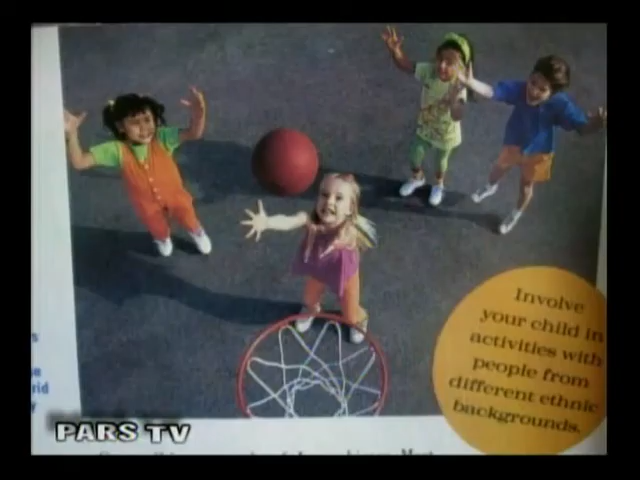 Involve
your child in
activities with
people from
different ethnic
backgrounds.
PARS TV